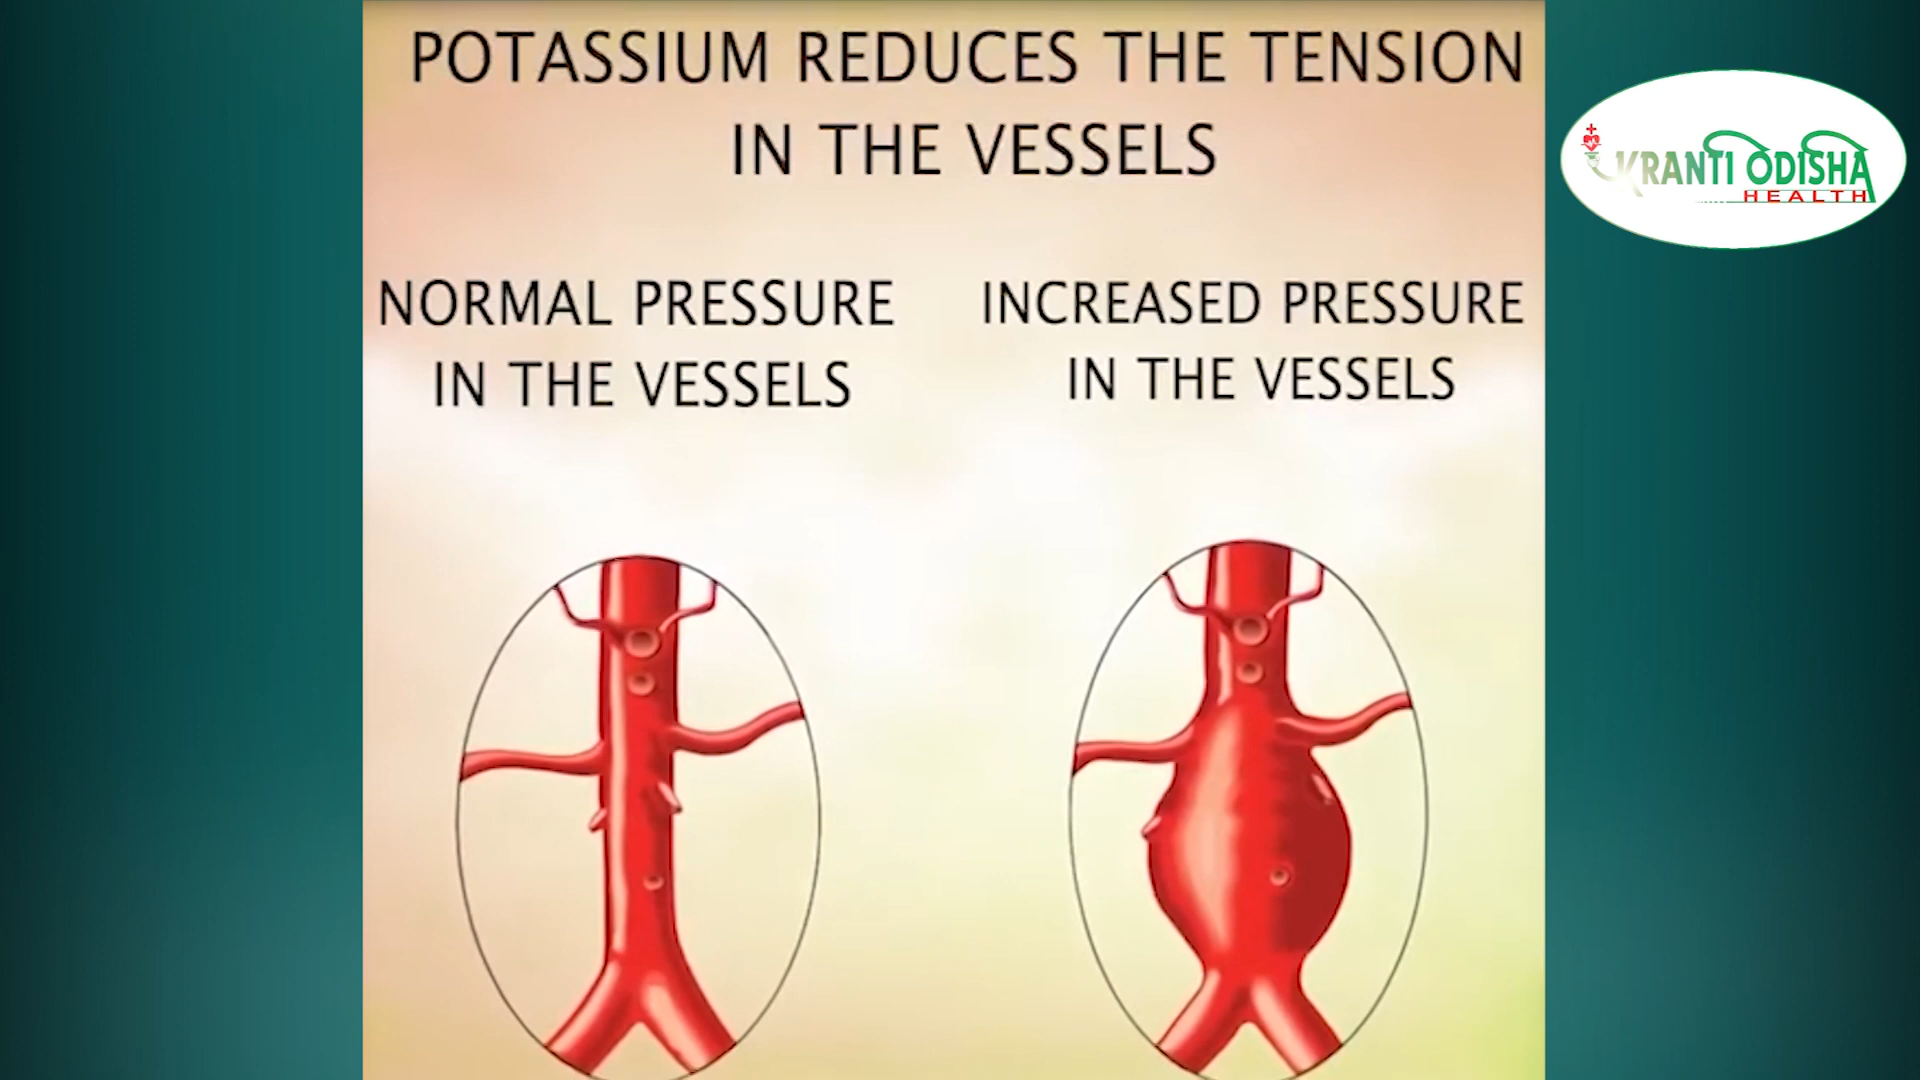 POTASSIUM REDUCES THE TENSION
IN THE VESSELS
NORMAL PRESSURE
IN THE VESSELS
INCREASED PRESSURE
IN THE VESSELS
KRANTI ODISHA
HEALTH